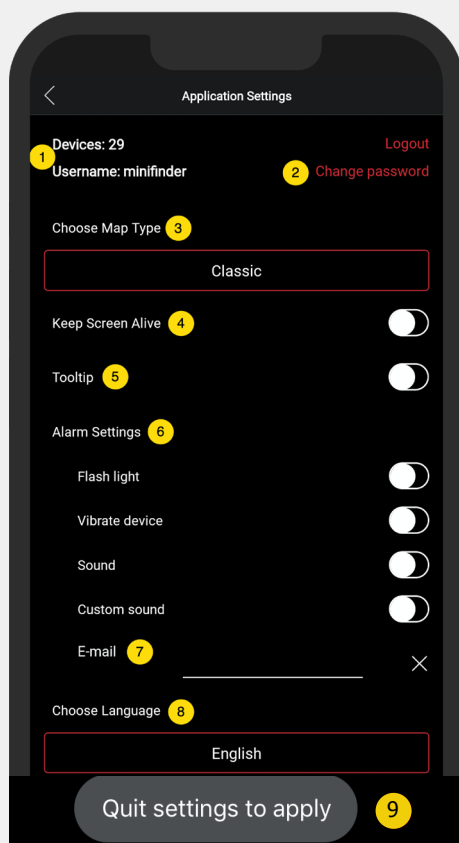 Application Settings
Devices: 29
Logout
1
Username: minifinder
2 Change password
Choose Map Type 3
Classic
Keep Screen Alive 4
Tooltip 5
Alarm Settings 6
Flash light
Vibrate device
Sound
Custom sound
E-mail 7
Choose Language 8
English
Quit settings to apply 9